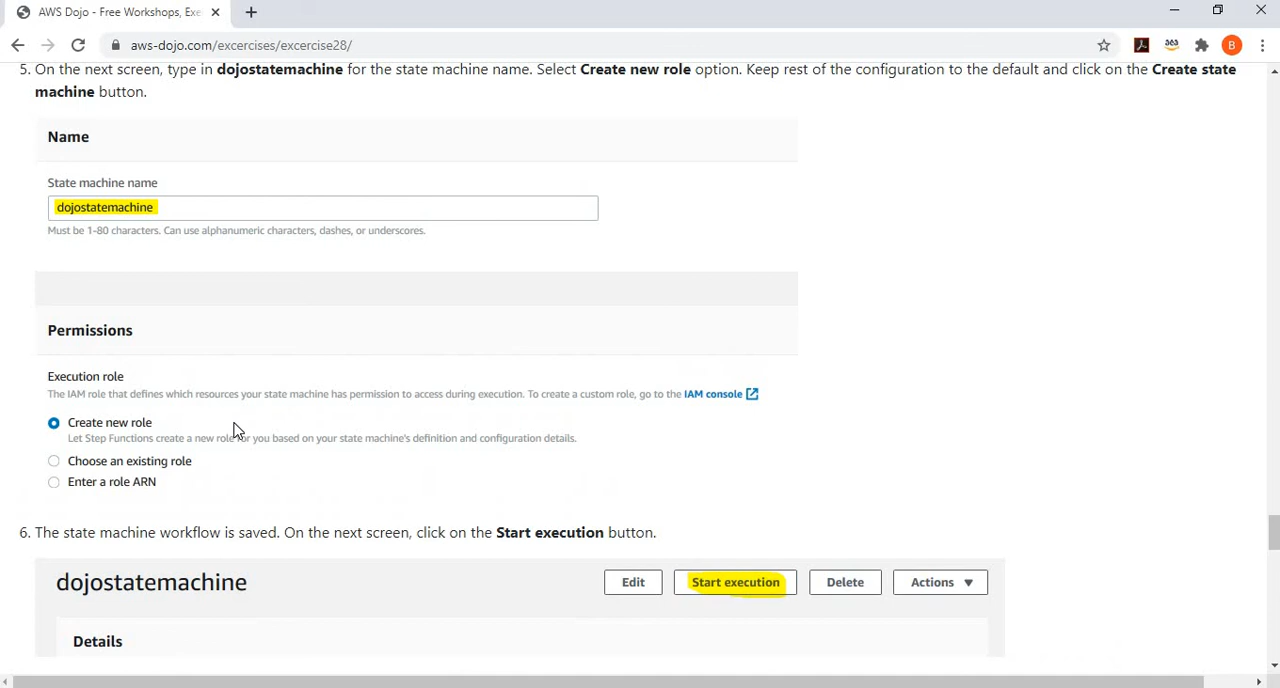 AWS Dojo - Free Workshops, Exe
aws-dojo.com/excercises/excercise28/
B
5. On the next screen, type in dojostatemachine for the state machine name. Select Create new role option. Keep rest of the configuration to the default and click on the Create state
machine button.
Name
State machine name
dojostatemachine
Must be 1-80 characters. Can use alphanumeric characters, dashes, or underscores.
Permissions
Execution role
The IAM role that defines which resources your state machine has permission to access during execution. To create a custom role, go to the IAM console
Create new role
Let Step Functions create a new role for you based on your state machine's definition and configuration details.
Choose an existing role
Enter a role ARN
6. The state machine workflow is saved. On the next screen, click on the Start execution button.
dojostatemachine
Edit
Start execution
Delete
Actions
Details